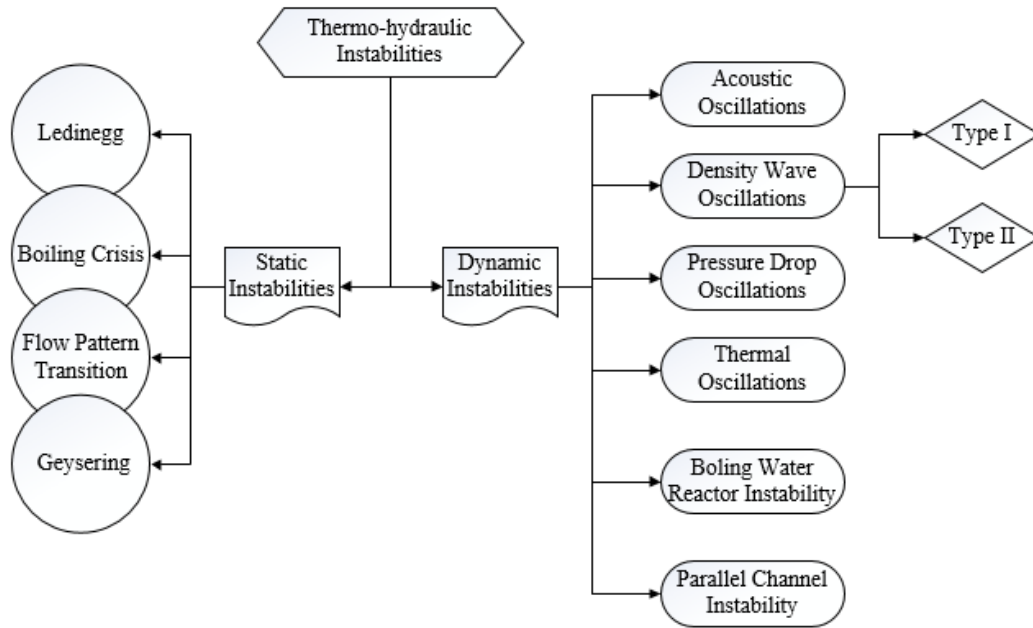 Thermo-hydraulic
Instabilities
Ledinegg
Boiling Crisis
Flow Pattern
Transition
Geysering
Static
Instabilities
Dynamic
Instabilities
Acoustic
Oscillations
Density Wave
Oscillations
Pressure Drop
Oscillations
Thermal
Oscillations
Boling Water
Reactor Instability
Parallel Channel
Instability
Type I
Type II